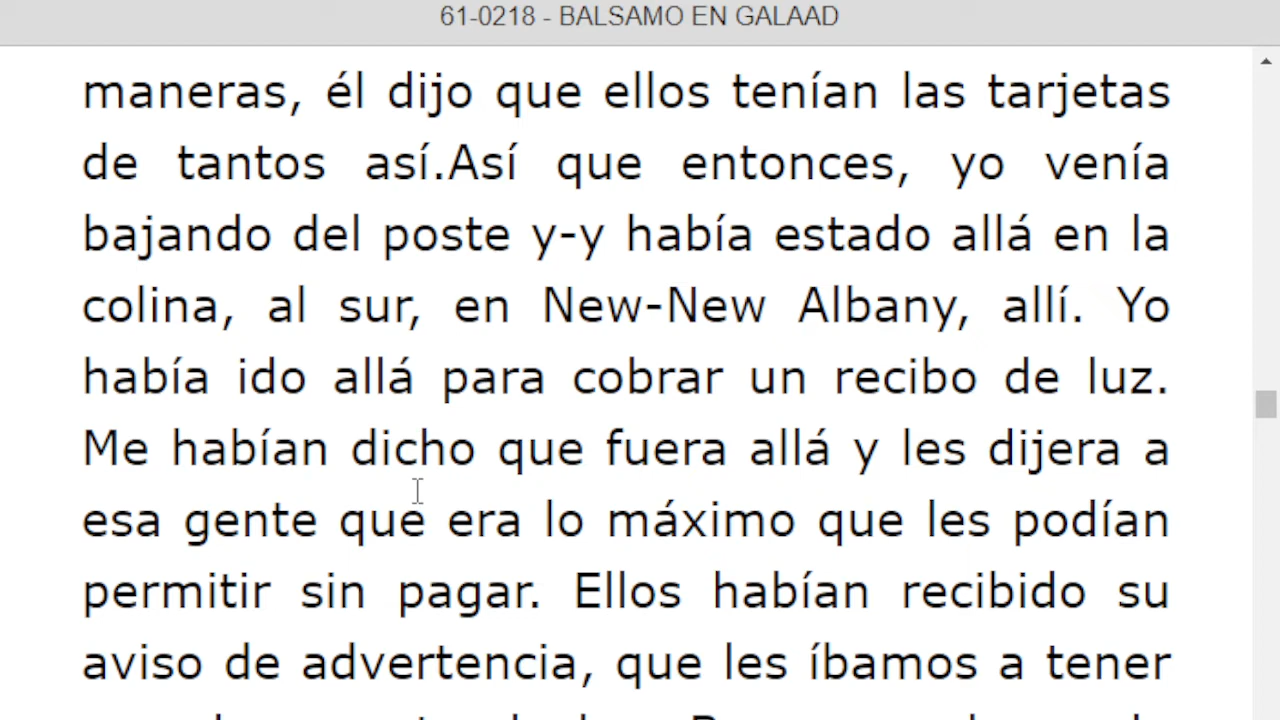 61-0218 - BALSAMO EN GALAAD
maneras, él dijo que ellos tenían las tarjetas
de tantos así.Así que entonces, yo venía
bajando del poste y-y había estado allá en la
colina, al sur, en New-New Albany, allí. Yo
había ido allá para cobrar un recibo de luz.
Me habían dicho que fuera allá y les dijera a
esa gente que era lo máximo que les podían
permitir sin pagar. Ellos habían recibido su
aviso de advertencia, que les íbamos a tener